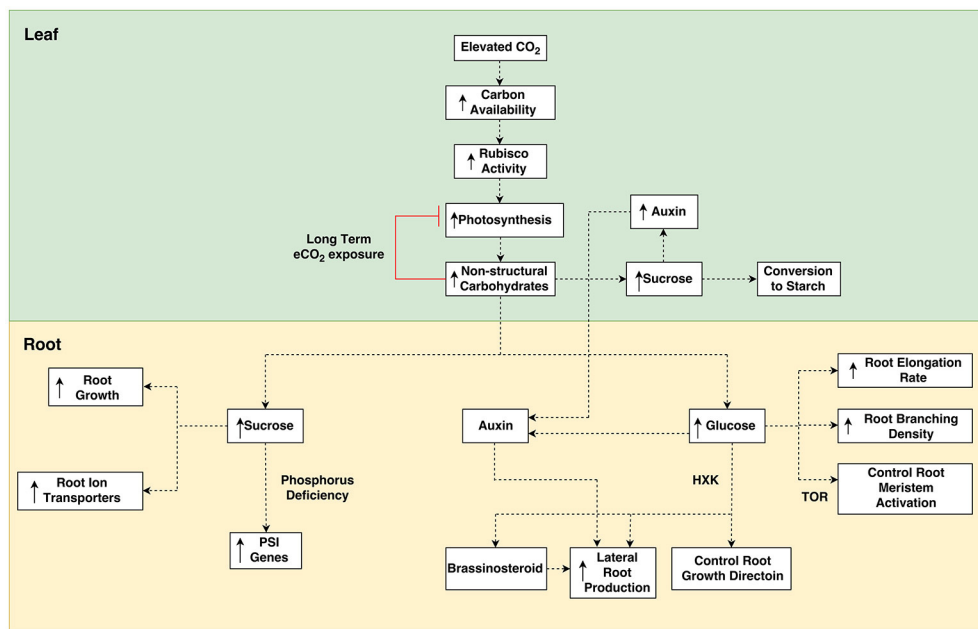 Leaf
Elevated CO₂
↑ Carbon
Availability
↑ Rubisco
Activity
↑Photosynthesis
↑ Auxin
Long Term
eCO₂ exposure
↑ Non-structural
Carbohydrates
↑Sucrose
Conversion
to Starch
Root
↑ Root
Growth
↑ Root Elongation
Rate
↑Sucrose
Auxin
↑ Glucose
↑ Root Branching
Density
↑ Root Ion
Transporters
Phosphorus
Deficiency
HXK
TOR
Control Root
Meristem
Activation
↑ PSI
Genes
Brassinosteroid
↑ Lateral
Root
Production
Control Root
Growth Directoin